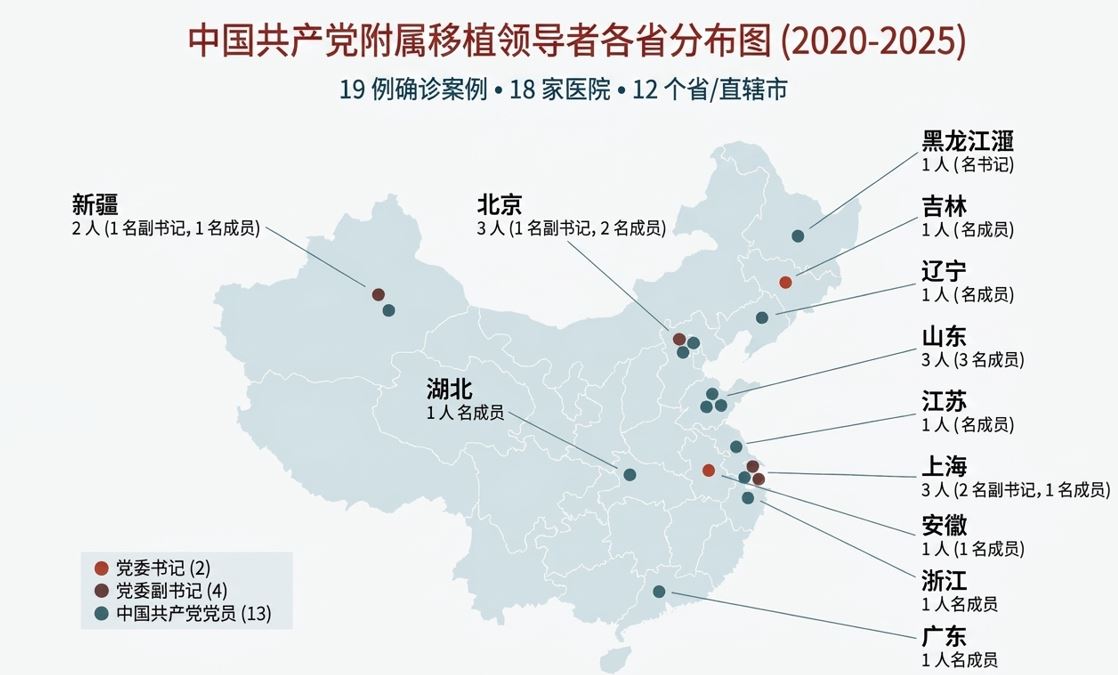 中国共产党附属移植领导者各省分布图 (2020-2025)
19 例确诊案例 • 18 家医院 • 12 个省/直辖市
新疆
2 人 (1 名副书记, 1 名成员)
北京
3 人 (1 名副书记, 2 名成员)
湖北
1 人 名成员
黑龙江
1 人 (名书记)
吉林
1 人 (名成员)
辽宁
1 人 (名成员)
山东
3 人 (3 名成员)
江苏
1 人 (名成员)
上海
3 人 (2 名副书记, 1 名成员)
安徽
1 人 (1 名成员)
浙江
1 人名成员
广东
1 人名成员
党委书记 (2)
党委副书记 (4)
中国共产党党员 (13)